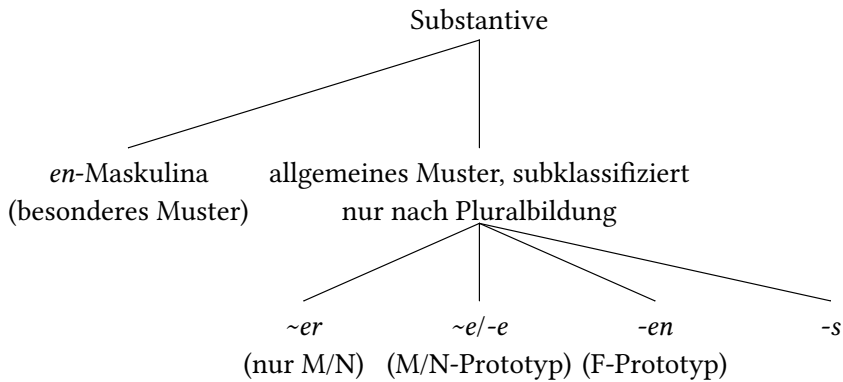 Substantive
en-Maskulina
(besonderes Muster)
allgemeines Muster, subklassifiziert
nur nach Pluralbildung
~er
(nur M/N)
~e/-e
(M/N-Prototyp)
-en
(F-Prototyp)
-s